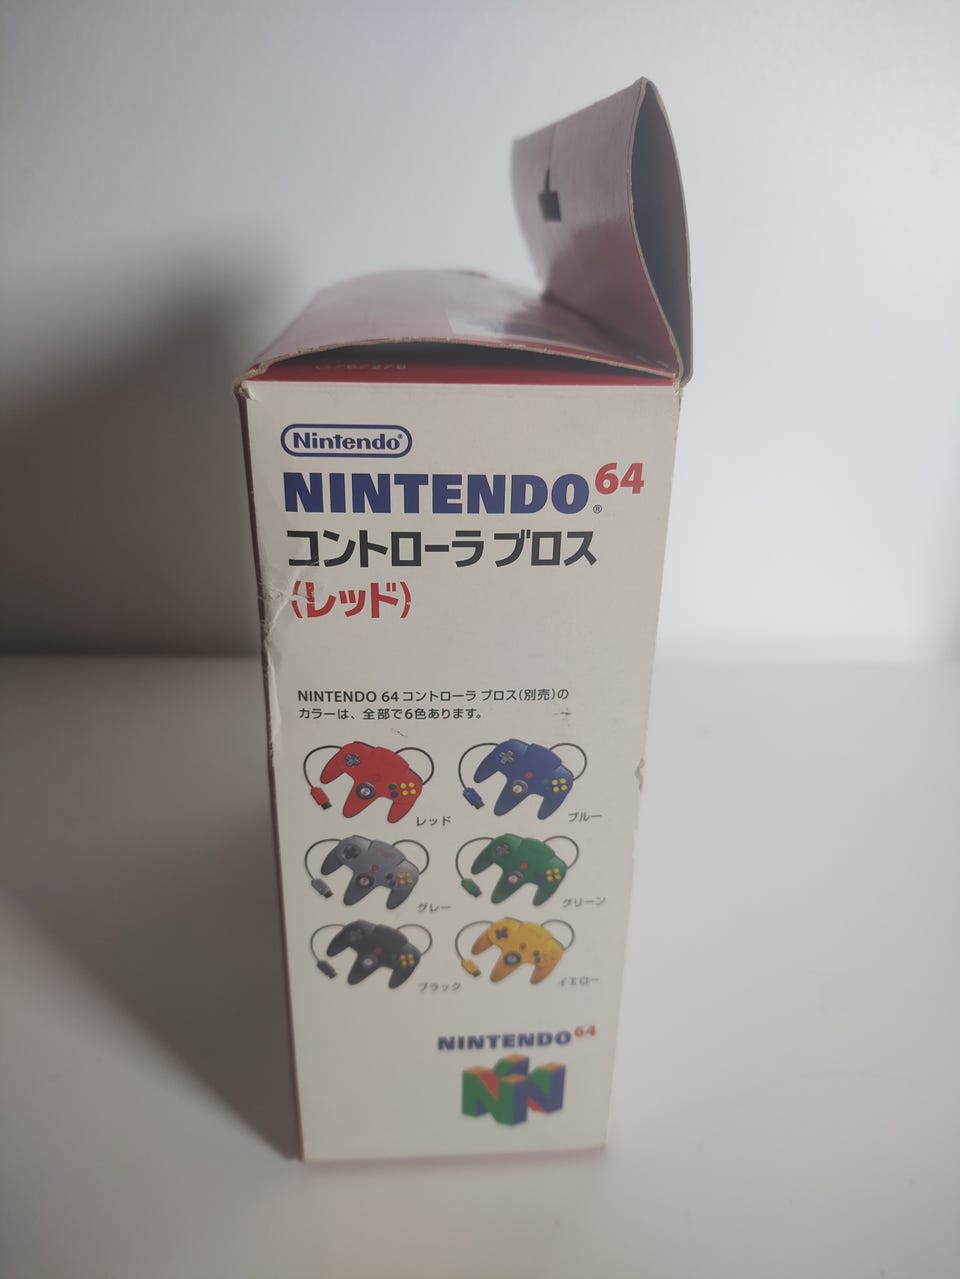 Nintendo®
NINTENDO®64
コントローラ ブロス
(レッド)
NINTENDO 64 コントローラ ブロス(別売)の
カラーは、全部で6色あります。
レッド
ブルー
グレー
グリーン
ブラック
イエロー
NINTENDO64